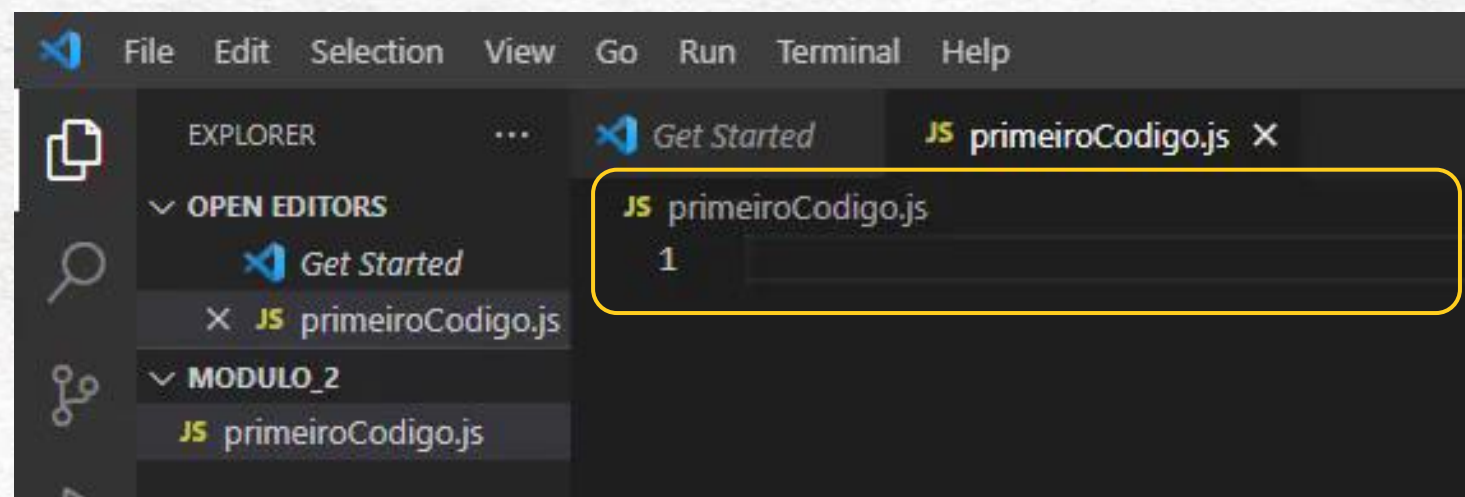 File Edit Selection View Go Run Terminal Help
EXPLORER ... Get Started JS primeiroCodigo.js
OPEN EDITORS
Get Started
JS primeiroCodigo.js
MODULO_2
JS primeiroCodigo.js
JS primeiroCodigo.js
1